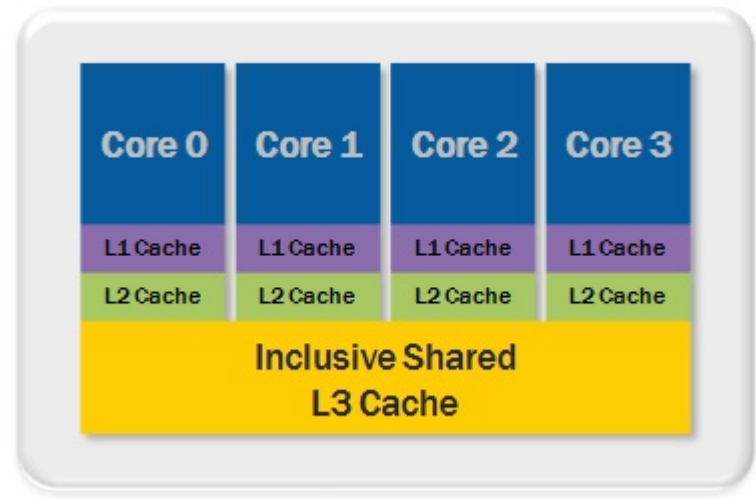 Core 0 Core 1 Core 2 Core 3
L1 Cache L1 Cache L1 Cache L1 Cache
L2 Cache L2 Cache L2 Cache L2 Cache
Inclusive Shared
L3 Cache